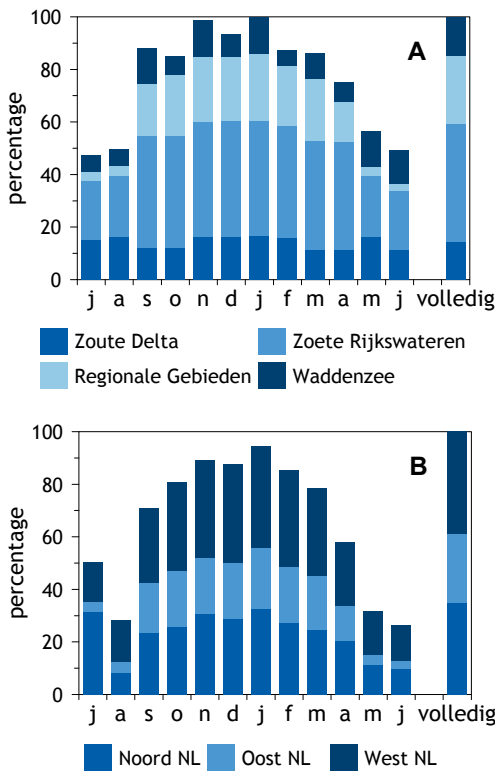 A
percentage
100
80
60
40
20
0
j a s o n d j f m a m j volledig
Zoute Delta Zoete Rijkswateren
Regionale Gebieden Waddenzee
B
percentage
100
80
60
40
20
0
j a s o n d j f m a m j volledig
Noord NL Oost NL West NL